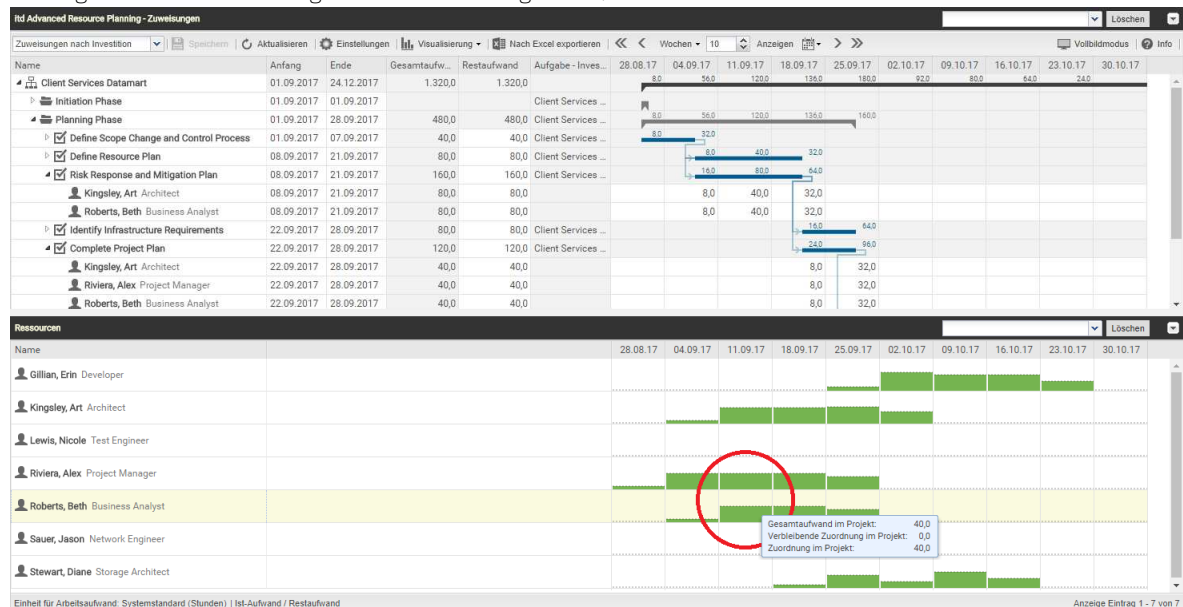 itd Advanced Resource Planning - Zuweisungen Löschen
Zuweisungen nach Investition Speichern Aktualisieren Einstellungen Visualisierung Nach Excel exportieren Wochen 10 Anzeigen Vollbildmodus Info
Name Anfang Ende Gesamtaufw... Restaufwand Aufgabe - Inves... 28.08.17 04.09.17 11.09.17 18.09.17 25.09.17 02.10.17 09.10.17 16.10.17 23.10.17 30.10.17
Client Services Datamart 01.09.2017 24.12.2017 1.320,0 1.320,0 8,0 56,0 120,0 136,0 180,0 92,0 80,0 64,0 24,0
Initiation Phase 01.09.2017 01.09.2017 Client Services ...
Planning Phase 01.09.2017 28.09.2017 480,0 480,0 Client Services ... 8,0 56,0 120,0 136,0 160,0
Define Scope Change and Control Process 01.09.2017 07.09.2017 40,0 40,0 Client Services ... 8,0 32,0
Define Resource Plan 08.09.2017 21.09.2017 80,0 80,0 Client Services ... 8,0 40,0 32,0
Risk Response and Mitigation Plan 08.09.2017 21.09.2017 160,0 160,0 Client Services ... 16,0 80,0 64,0
Kingsley, Art Architect 08.09.2017 21.09.2017 80,0 80,0 8,0 40,0 32,0
Roberts, Beth Business Analyst 08.09.2017 21.09.2017 80,0 80,0 8,0 40,0 32,0
Identify Infrastructure Requirements 22.09.2017 28.09.2017 80,0 80,0 Client Services ... 16,0 64,0
Complete Project Plan 22.09.2017 28.09.2017 120,0 120,0 Client Services ... 24,0 96,0
Kingsley, Art Architect 22.09.2017 28.09.2017 40,0 40,0 8,0 32,0
Riviera, Alex Project Manager 22.09.2017 28.09.2017 40,0 40,0 8,0 32,0
Roberts, Beth Business Analyst 22.09.2017 28.09.2017 40,0 40,0 8,0 32,0
Ressourcen Löschen
Name 28.08.17 04.09.17 11.09.17 18.09.17 25.09.17 02.10.17 09.10.17 16.10.17 23.10.17 30.10.17
Gillian, Erin Developer
Kingsley, Art Architect
Lewis, Nicole Test Engineer
Riviera, Alex Project Manager
Roberts, Beth Business Analyst
Gesamtaufwand im Projekt: 40,0
Verbleibende Zuordnung im Projekt: 0,0
Zuordnung im Projekt: 40,0
Sauer, Jason Network Engineer
Stewart, Diane Storage Architect
Einheit für Arbeitsaufwand: Systemstandard (Stunden) | Ist-Aufwand / Restaufwand Anzeige Eintrag 1 - 7 von 7